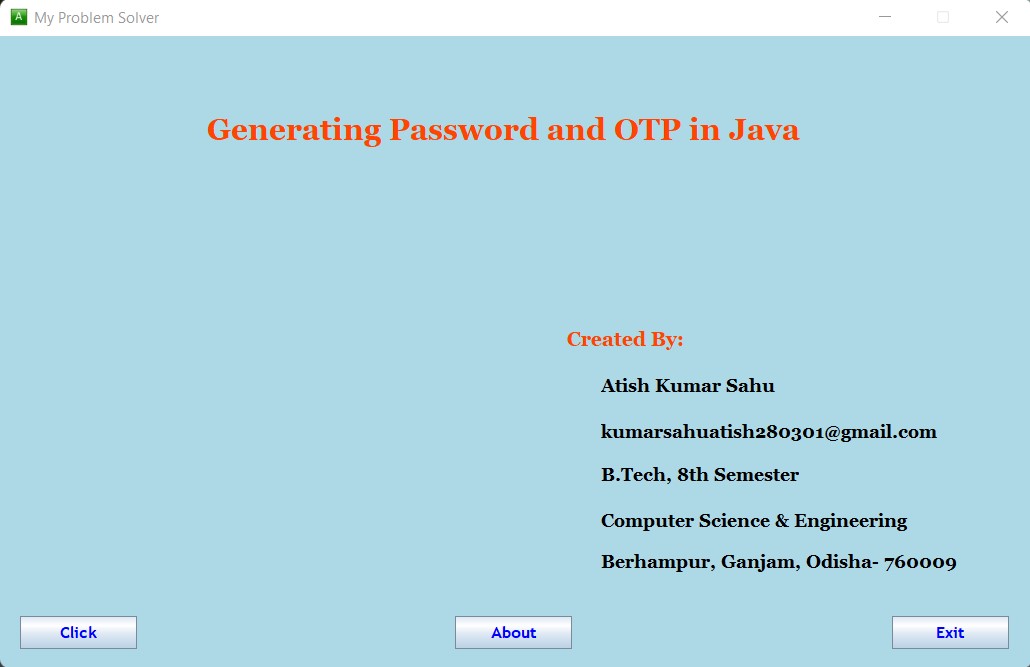 A My Problem Solver
Generating Password and OTP in Java
Created By:
Atish Kumar Sahu
kumarsahuatish280301@gmail.com
B.Tech, 8th Semester
Computer Science & Engineering
Berhampur, Ganjam, Odisha- 760009
Click About Exit